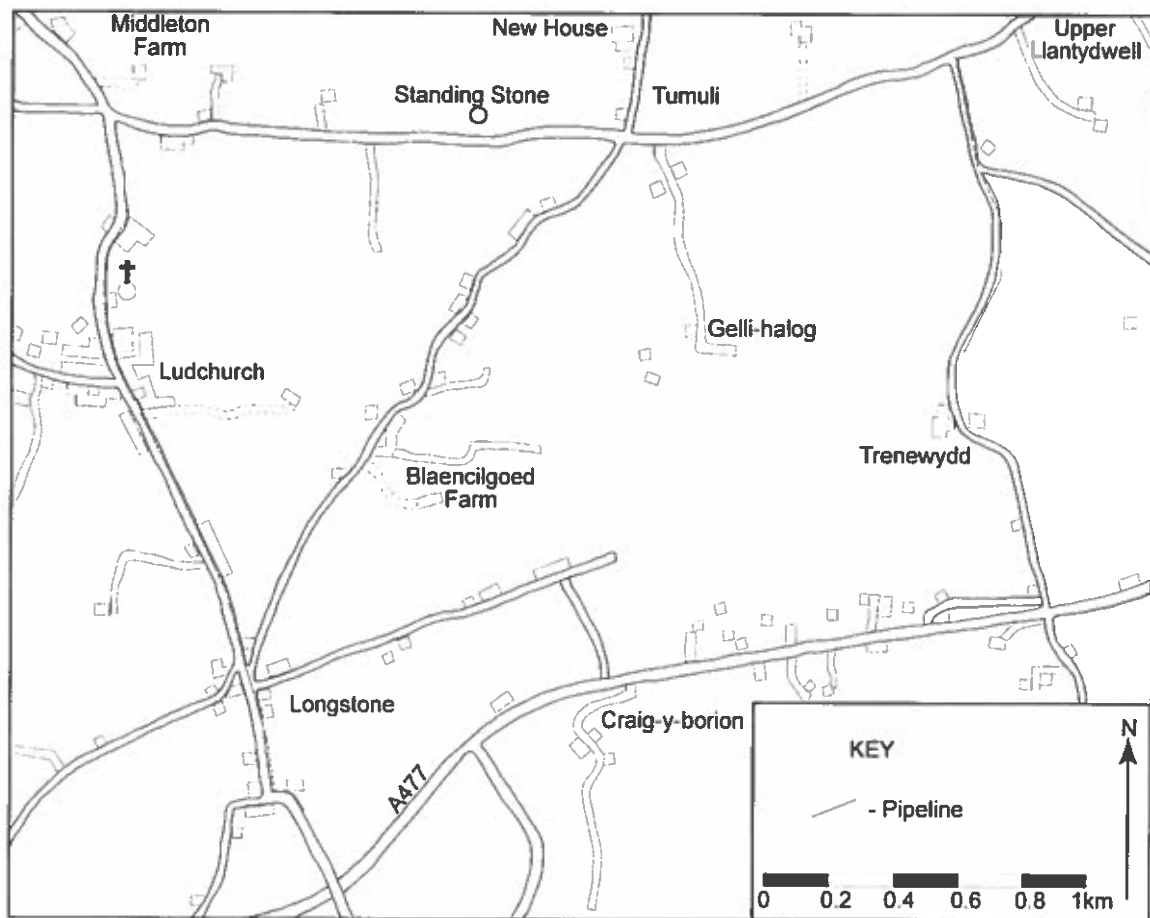 Middleton
Farm
New House
Upper
Llantydwell
Standing Stone
Tumuli
Gelli-halog
Ludchurch
Trenewydd
Blaencilgoed
Farm
Longstone
Craig-y-borion
A477
KEY
N
- Pipeline
0 0.2 0.4 0.6 0.8 1km